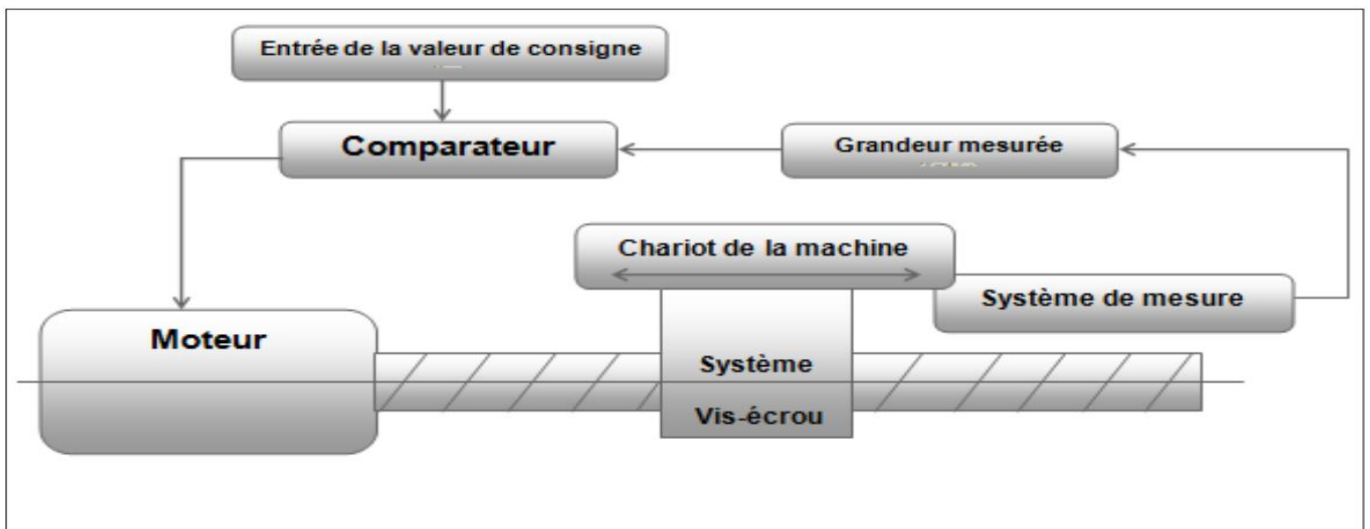 Entrée de la valeur de consigne
Comparateur
Grandeur mesurée
Chariot de la machine
Système de mesure
Moteur
Système
Vis-écrou